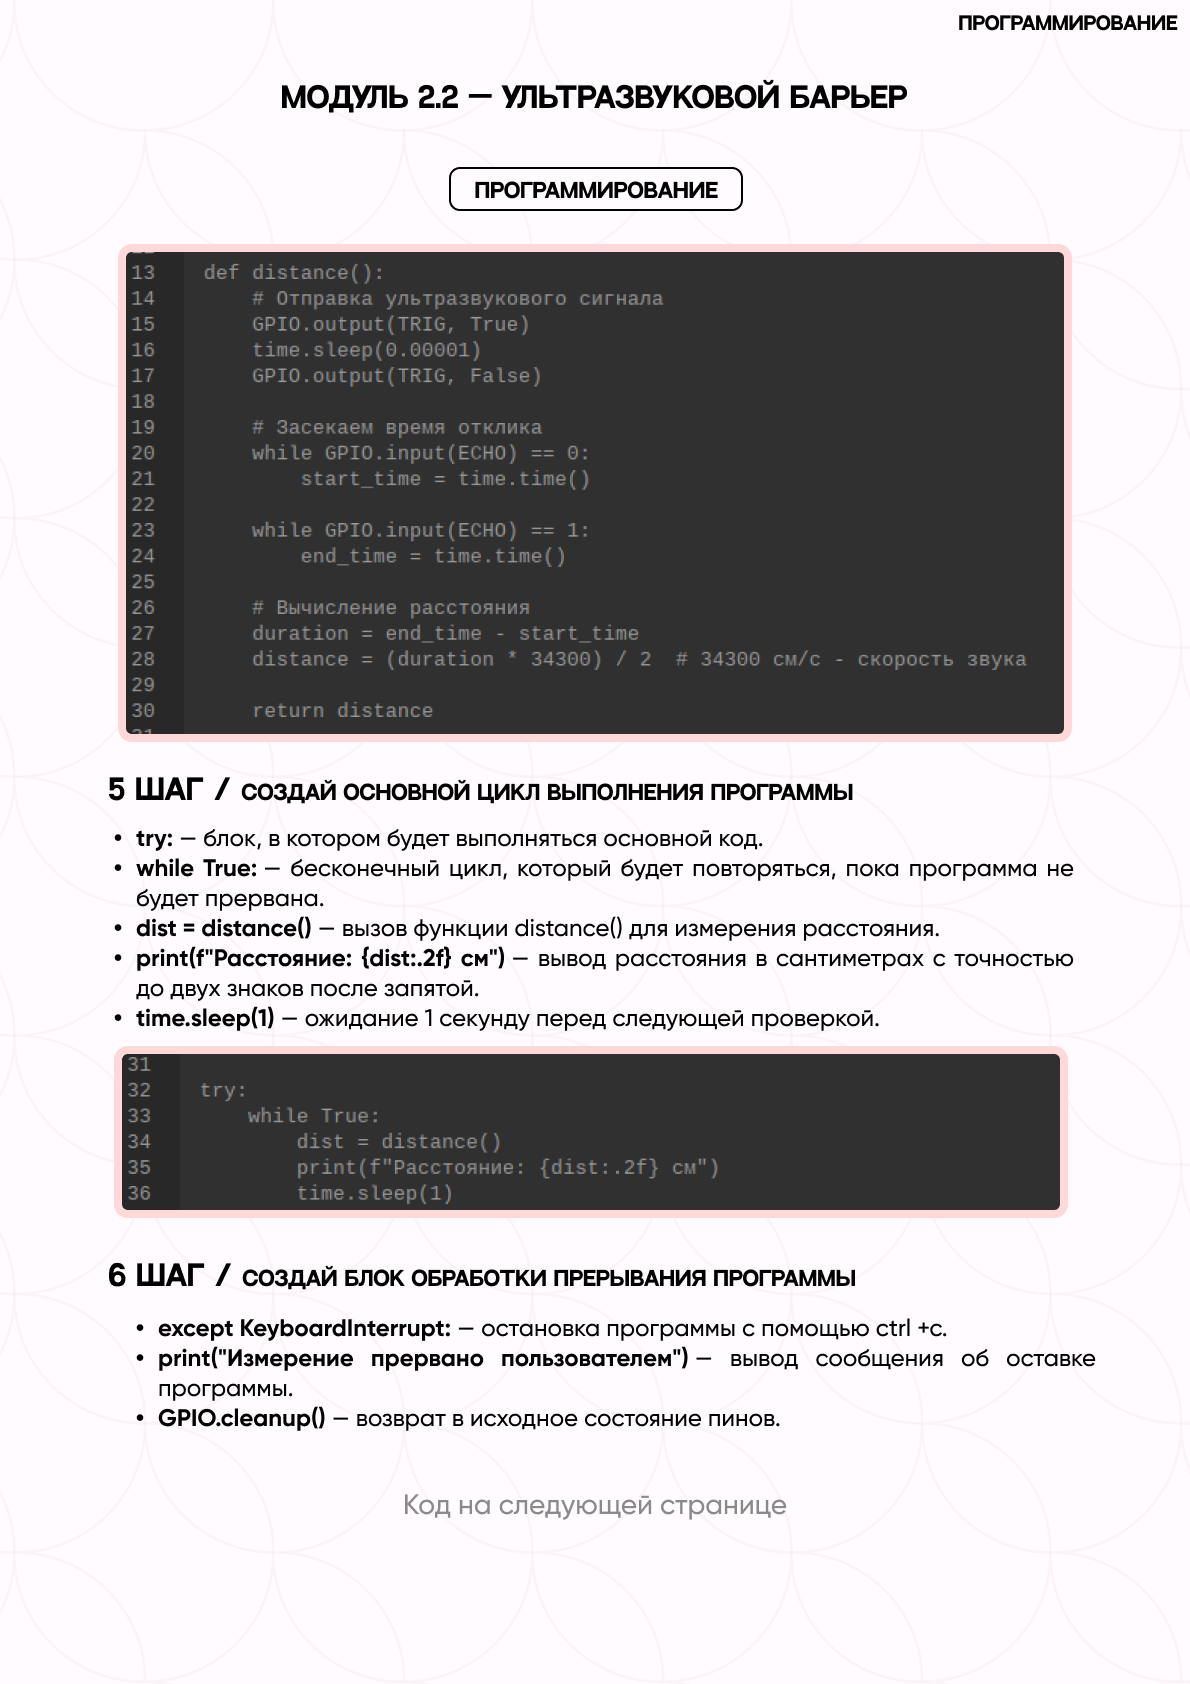 ПРОГРАММИРОВАНИЕ
МОДУЛЬ 2.2 — УЛЬТРАЗВУКОВОЙ БАРЬЕР
ПРОГРАММИРОВАНИЕ
13 def distance():
14     # Отправка ультразвукового сигнала
15     GPIO.output(TRIG, True)
16     time.sleep(0.00001)
17     GPIO.output(TRIG, False)
18
19     # Засекаем время отклика
20     while GPIO.input(ECHO) == 0:
21         start_time = time.time()
22
23     while GPIO.input(ECHO) == 1:
24         end_time = time.time()
25
26     # Вычисление расстояния
27     duration = end_time - start_time
28     distance = (duration * 34300) / 2  # 34300 см/с - скорость звука
29
30     return distance
5 ШАГ / СОЗДАЙ ОСНОВНОЙ ЦИКЛ ВЫПОЛНЕНИЯ ПРОГРАММЫ
• try: — блок, в котором будет выполняться основной код.
• while True: — бесконечный цикл, который будет повторяться, пока программа не
будет прервана.
• dist = distance() — вызов функции distance() для измерения расстояния.
• print(f"Расстояние: {dist:.2f} см") — вывод расстояния в сантиметрах с точностью
до двух знаков после запятой.
• time.sleep(1) — ожидание 1 секунду перед следующей проверкой.
31
32 try:
33     while True:
34         dist = distance()
35         print(f"Расстояние: {dist:.2f} см")
36         time.sleep(1)
6 ШАГ / СОЗДАЙ БЛОК ОБРАБОТКИ ПРЕРЫВАНИЯ ПРОГРАММЫ
• except KeyboardInterrupt: — остановка программы с помощью ctrl +c.
• print("Измерение прервано пользователем") — вывод сообщения об оставке
программы.
• GPIO.cleanup() — возврат в исходное состояние пинов.
Код на следующей странице